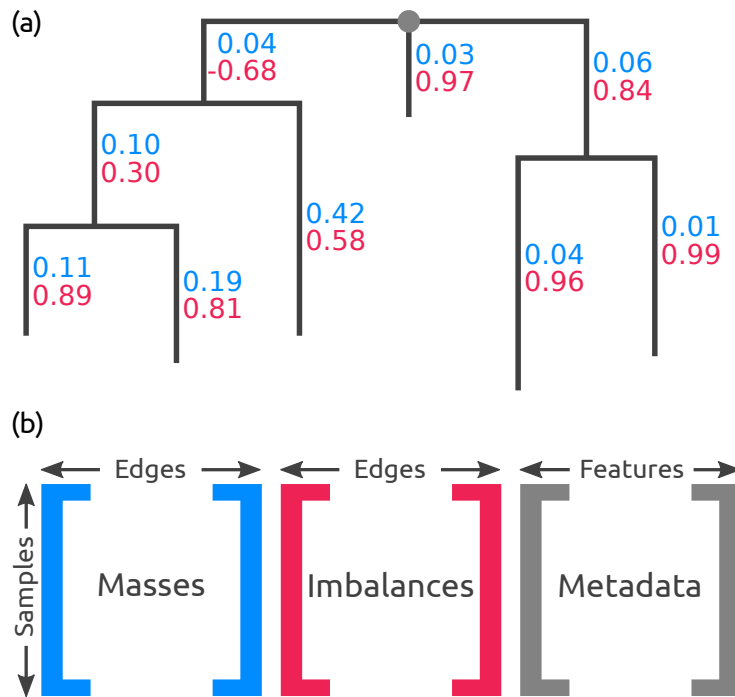 (a)
0.04
-0.68
0.03
0.97
0.06
0.84
0.10
0.30
0.42
0.58
0.11
0.89
0.19
0.81
0.04
0.96
0.01
0.99
(b)
Edges
Edges
Features
Samples
Masses
Imbalances
Metadata